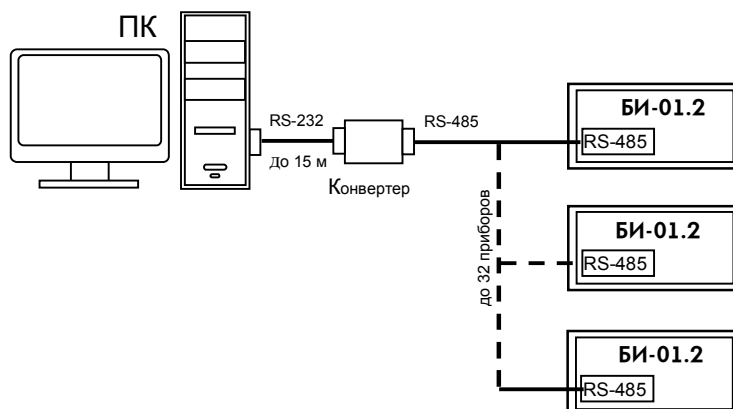 ПК
RS-232
До 15 м
Конвертер
RS-485
до 32 приборов
БИ-01.2
RS-485
БИ-01.2
RS-485
БИ-01.2
RS-485